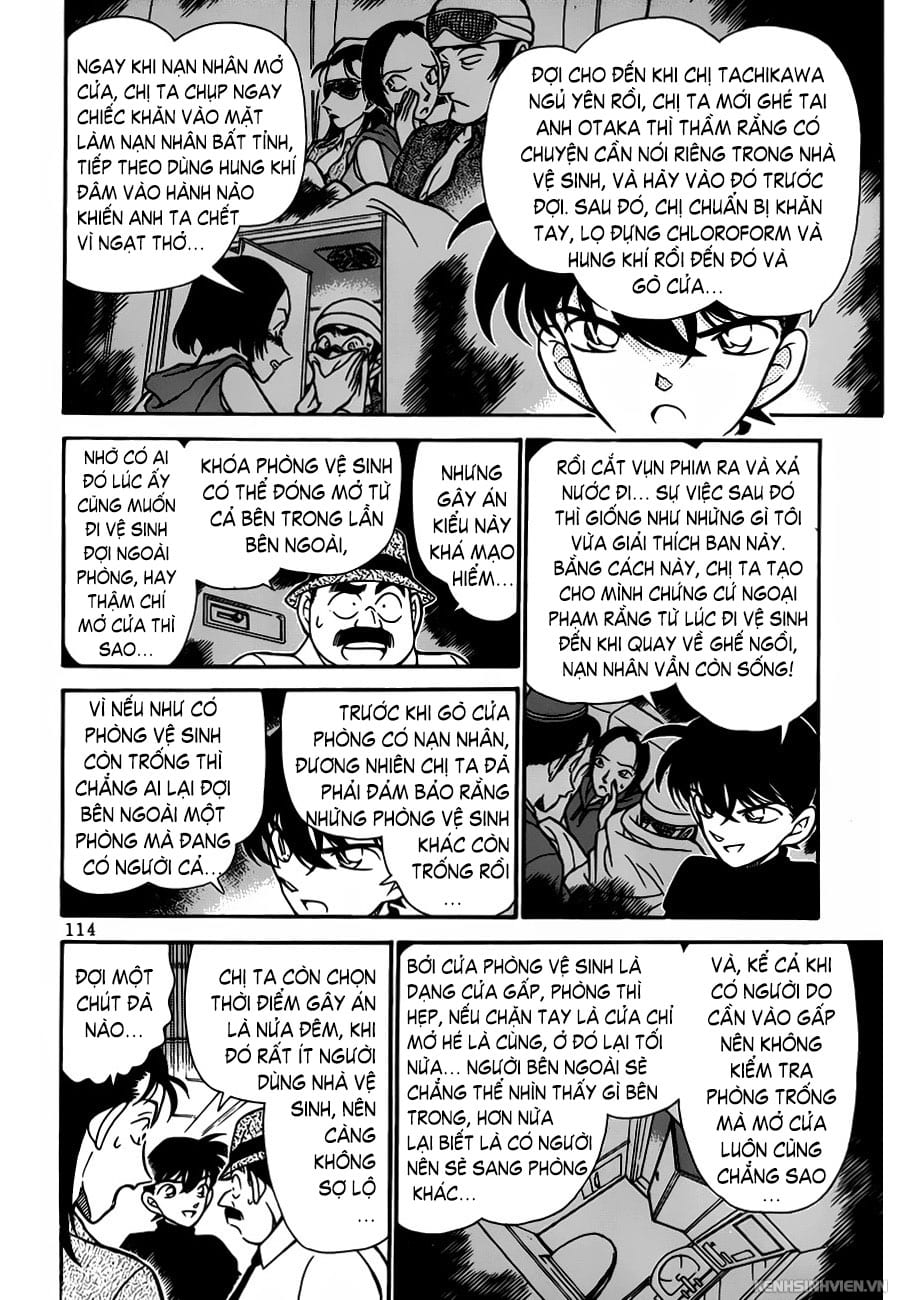 ĐỢI CHO ĐẾN KHI CHỊ TACHIKAWA
NGỦ YÊN RỒI, CHỊ TA MỚI GHÉ TAI
ANH OTAKA THÌ THẦM RẰNG CÓ
CHUYỆN CẦN NÓI RIÊNG TRONG NHÀ
VỆ SINH, VÀ HÃY VÀO ĐÓ TRƯỚC
ĐỢI. SAU ĐÓ, CHỊ CHUẨN BỊ KHĂN
TAY, LỌ ĐỰNG CHLOROFORM VÀ
HUNG KHÍ RỒI ĐẾN ĐÓ VÀ
GÕ CỬA...
NGAY KHI NẠN NHÂN MỞ
CỬA, CHỊ TA CHỤP NGAY
CHIẾC KHĂN VÀO MẶT
LÀM NẠN NHÂN BẤT TỈNH,
TIẾP THEO DÙNG HUNG KHÍ
ĐÂM VÀO HÀNH NÃO
KHIẾN ANH TA CHẾT
VÌ NGẠT THỞ...
RỒI CẮT VỤN PHIM RA VÀ XẢ
NƯỚC ĐI... SỰ VIỆC SAU ĐÓ
THÌ GIỐNG NHƯ NHỮNG GÌ TÔI
VỪA GIẢI THÍCH BAN NÃY.
BẰNG CÁCH NÀY, CHỊ TA TẠO
CHO MÌNH CHỨNG CỨ NGOẠI
PHẠM RẰNG TỪ LÚC ĐI VỆ SINH
ĐẾN KHI QUAY VỀ GHẾ NGỒI,
NẠN NHÂN VẪN CÒN SỐNG!
NHƯNG
GÂY ÁN
KIỂU NÀY
KHÁ MẠO
HIỂM...
KHÓA PHÒNG VỆ SINH
CÓ THỂ ĐÓNG MỞ TỪ
CẢ BÊN TRONG LẪN
BÊN NGOÀI,
NHỠ CÓ AI
ĐÓ LÚC ẤY
CŨNG MUỐN
ĐI VỆ SINH
ĐỢI NGOÀI
PHÒNG, HAY
THẬM CHÍ
MỞ CỬA THÌ
SAO...
TRƯỚC KHI GÕ CỬA
PHÒNG CÓ NẠN NHÂN,
ĐƯƠNG NHIÊN CHỊ TA ĐÃ
PHẢI ĐẢM BẢO RẰNG
NHỮNG PHÒNG VỆ SINH
KHÁC CÒN
TRỐNG RỒI
...
VÌ NẾU NHƯ CÓ
PHÒNG VỆ SINH
CÒN TRỐNG THÌ
CHẲNG AI LẠI ĐỢI
BÊN NGOÀI MỘT
PHÒNG MÀ ĐANG
CÓ NGƯỜI CẢ...
114
VÀ, KỂ CẢ KHI
CÓ NGƯỜI DO
CẦN VÀO GẤP
NÊN KHÔNG
KIỂM TRA
PHÒNG TRỐNG
MÀ MỞ CỬA
LUÔN CŨNG
CHẲNG SAO
...
BỞI CỬA PHÒNG VỆ SINH LÀ
DẠNG CỬA GẤP, PHÒNG THÌ
HẸP, NẾU CHẶN TAY LÀ CỬA CHỈ
MỞ HÉ LÀ CÙNG, Ở ĐÓ LẠI TỐI
NỮA... NGƯỜI BÊN NGOÀI SẼ
CHẲNG THỂ NHÌN THẤY GÌ BÊN
TRONG, HƠN NỮA
LẠI BIẾT LÀ CÓ NGƯỜI
NÊN SẼ SANG PHÒNG
KHÁC...
CHỊ TA CÒN CHỌN
THỜI ĐIỂM GÂY ÁN
LÀ NỬA ĐÊM, KHI
ĐÓ RẤT ÍT NGƯỜI
DÙNG NHÀ VỆ
SINH, NÊN
CÀNG
KHÔNG
SỢ LỘ
...
ĐỢI MỘT
CHÚT ĐÃ
NÀO...
KENHSINHVIEN.VN